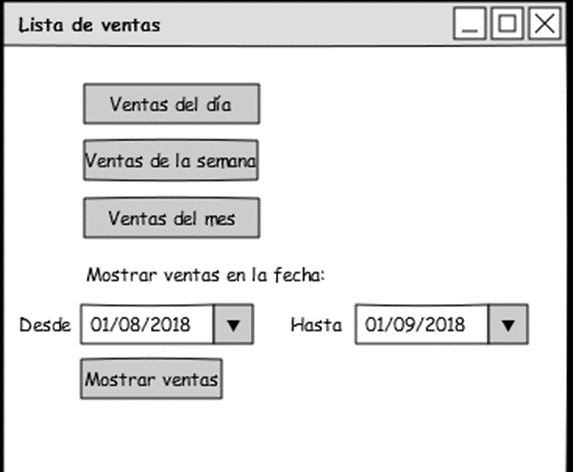 Lista de ventas
Ventas del día
Ventas de la semana
Ventas del mes
Mostrar ventas en la fecha:
Desde 01/08/2018 Hasta 01/09/2018
Mostrar ventas